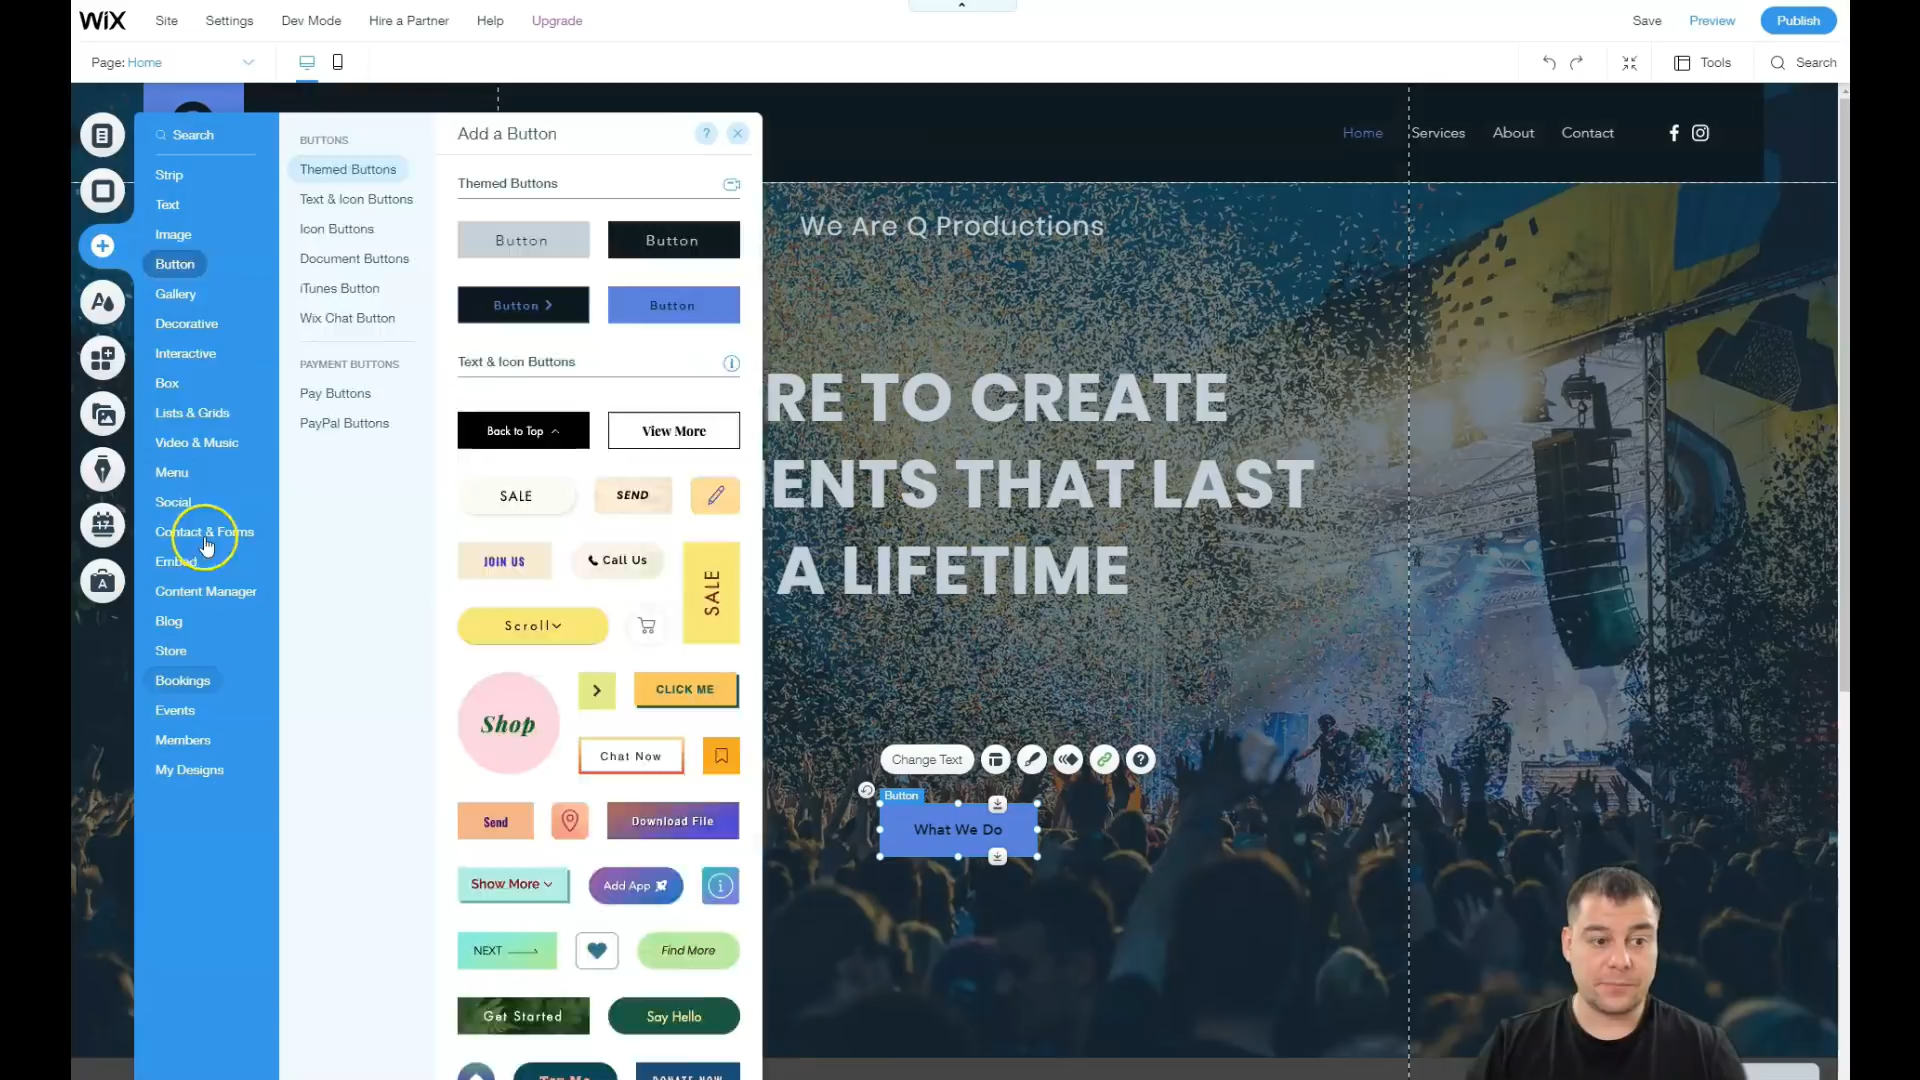 WiX Site Settings Dev Mode Hire a Partner Help Upgrade Save Preview Publish
Page: Home Tools Search
Home Services About Contact
Search
Strip
Text
Image
Button
Gallery
Decorative
Interactive
Box
Lists & Grids
Video & Music
Menu
Social
Contact & Forms
Embed
Content Manager
Blog
Store
Bookings
Events
Members
My Designs
17
A
BUTTONS
Themed Buttons
Text & Icon Buttons
Icon Buttons
Document Buttons
iTunes Button
Wix Chat Button
PAYMENT BUTTONS
Pay Buttons
PayPal Buttons
Add a Button ?
Themed Buttons
Button Button
Button Button
Text & Icon Buttons
Back to Top View More
SALE SEND
JOIN US Call Us SALE
Scroll
Shop CLICK ME
Chat Now
Send Download File
Show More Add App
NEXT Find More
Get Started Say Hello
DONATE NOW
We Are Q Productions
RE TO CREATE
ENTS THAT LAST
A LIFETIME
Change Text ?
Button
What We Do